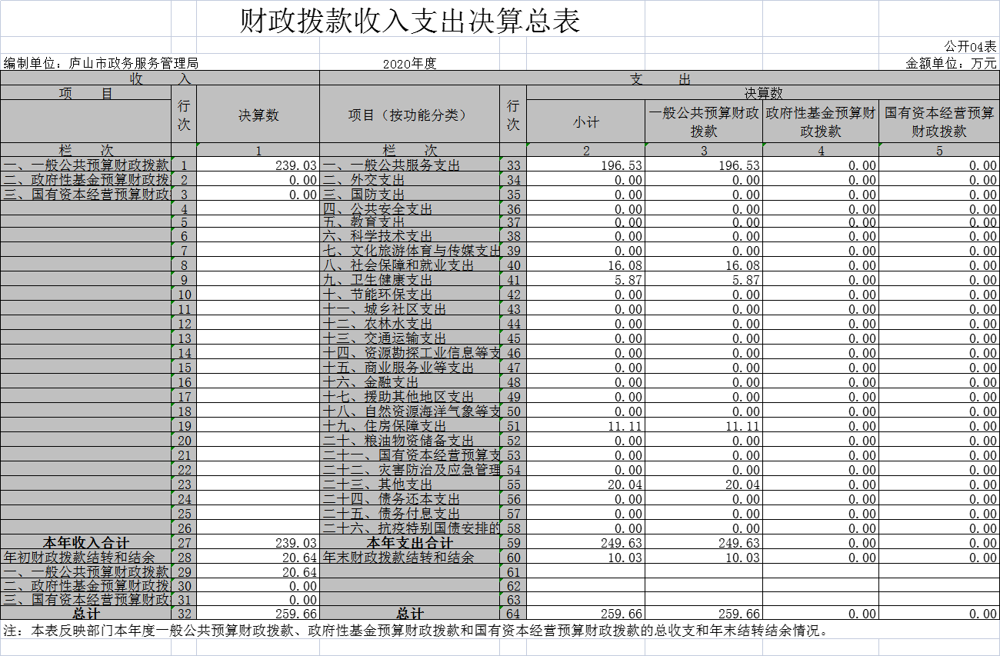 财政拨款收入支出决算总表
公开04表
编制单位：庐山市政务服务管理局 2020年度 金额单位：万元
收 入 支 出
项 目 行次 决算数 项目（按功能分类） 行次 决算数
小计 一般公共预算财政拨款 政府性基金预算财政拨款 国有资本经营预算财政拨款
栏 次 1 栏 次 2 3 4 5
一、一般公共预算财政拨款 1 239.03 一、一般公共服务支出 33 196.53 196.53 0.00 0.00
二、政府性基金预算财政拨 2 0.00 二、外交支出 34 0.00 0.00 0.00 0.00
三、国有资本经营预算财政 3 0.00 三、国防支出 35 0.00 0.00 0.00 0.00
4 四、公共安全支出 36 0.00 0.00 0.00 0.00
5 五、教育支出 37 0.00 0.00 0.00 0.00
6 六、科学技术支出 38 0.00 0.00 0.00 0.00
7 七、文化旅游体育与传媒支出 39 0.00 0.00 0.00 0.00
8 八、社会保障和就业支出 40 16.08 16.08 0.00 0.00
9 九、卫生健康支出 41 5.87 5.87 0.00 0.00
10 十、节能环保支出 42 0.00 0.00 0.00 0.00
11 十一、城乡社区支出 43 0.00 0.00 0.00 0.00
12 十二、农林水支出 44 0.00 0.00 0.00 0.00
13 十三、交通运输支出 45 0.00 0.00 0.00 0.00
14 十四、资源勘探工业信息等支 46 0.00 0.00 0.00 0.00
15 十五、商业服务业等支出 47 0.00 0.00 0.00 0.00
16 十六、金融支出 48 0.00 0.00 0.00 0.00
17 十七、援助其他地区支出 49 0.00 0.00 0.00 0.00
18 十八、自然资源海洋气象等支 50 0.00 0.00 0.00 0.00
19 十九、住房保障支出 51 11.11 11.11 0.00 0.00
20 二十、粮油物资储备支出 52 0.00 0.00 0.00 0.00
21 二十一、国有资本经营预算支 53 0.00 0.00 0.00 0.00
22 二十二、灾害防治及应急管理 54 0.00 0.00 0.00 0.00
23 二十三、其他支出 55 20.04 20.04 0.00 0.00
24 二十四、债务还本支出 56 0.00 0.00 0.00 0.00
25 二十五、债务付息支出 57 0.00 0.00 0.00 0.00
26 二十六、抗疫特别国债安排的 58 0.00 0.00 0.00 0.00
本年收入合计 27 239.03 本年支出合计 59 249.63 249.63 0.00 0.00
年初财政拨款结转和结余 28 20.64 年末财政拨款结转和结余 60 10.03 10.03 0.00 0.00
一、一般公共预算财政拨款 29 20.64 61
二、政府性基金预算财政拨 30 0.00 62
三、国有资本经营预算财政 31 0.00 63
总计 32 259.66 总计 64 259.66 259.66 0.00 0.00
注：本表反映部门本年度一般公共预算财政拨款、政府性基金预算财政拨款和国有资本经营预算财政拨款的总收支和年末结转结余情况。